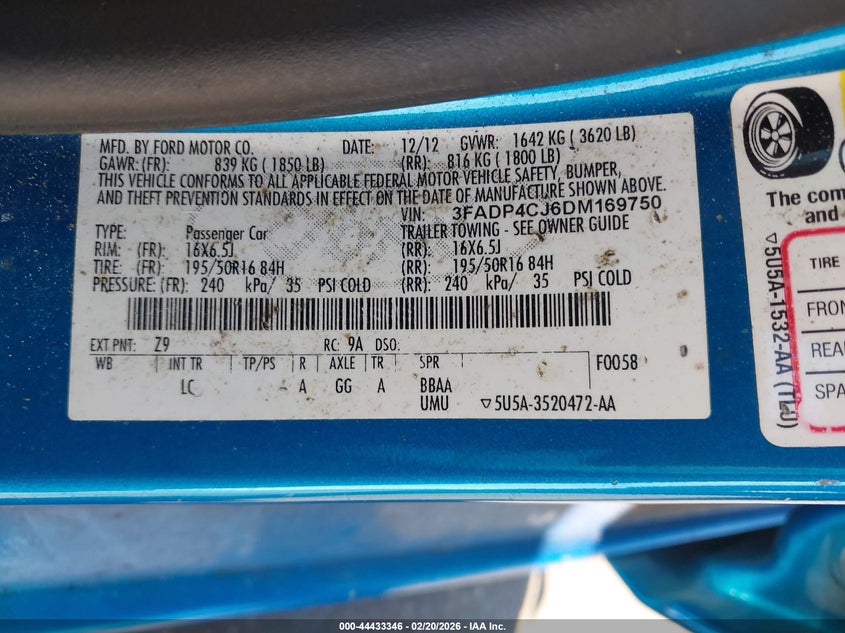 MFD. BY FORD MOTOR CO. DATE: 12/12 GVWR: 1642 KG ( 3620 LB)
GAWR: (FR): 839 KG ( 1850 LB) (RR): 816 KG ( 1800 LB)
THIS VEHICLE CONFORMS TO ALL APPLICABLE FEDERAL MOTOR VEHICLE SAFETY, BUMPER,
AND THEFT PREVENTION STANDARDS IN EFFECT ON THE DATE OF MANUFACTURE SHOWN ABOVE.
VIN: 3FADP4CJ6DM169750
TYPE: Passenger Car TRAILER TOWING - SEE OWNER GUIDE
RIM: (FR) 16X6.5J (RR): 16X6.5J
TIRE: (FR) 195/50R16 84H (RR): 195/50R16 84H
PRESSURE: (FR): 240 kPa/ 35 PSI COLD (RR): 240 kPa/ 35 PSI COLD
EXT PNT: Z9 RC: 9A DSO:
WB INT TR TP/PS R AXLE TR SPR F0058
LC A GG A BBAA
UMU ▽5U5A-3520472-AA
The com
and
▽5U5A-1532-AA (TIJ)
TIRE
FRON
REA
SPA
000-44433346 - 02/20/2026 - IAA Inc.